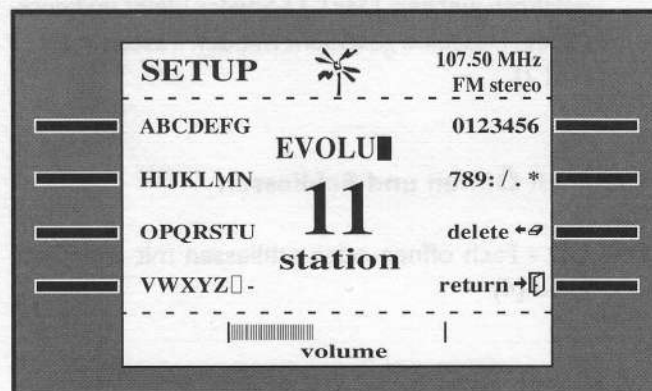 SETUP
107.50 MHz
FM stereo
ABCDEFG
0123456
EVOLU
HIJKLMN
789: / . *
11
OPQRSTU
delete
station
VWXYZ -
return
volume